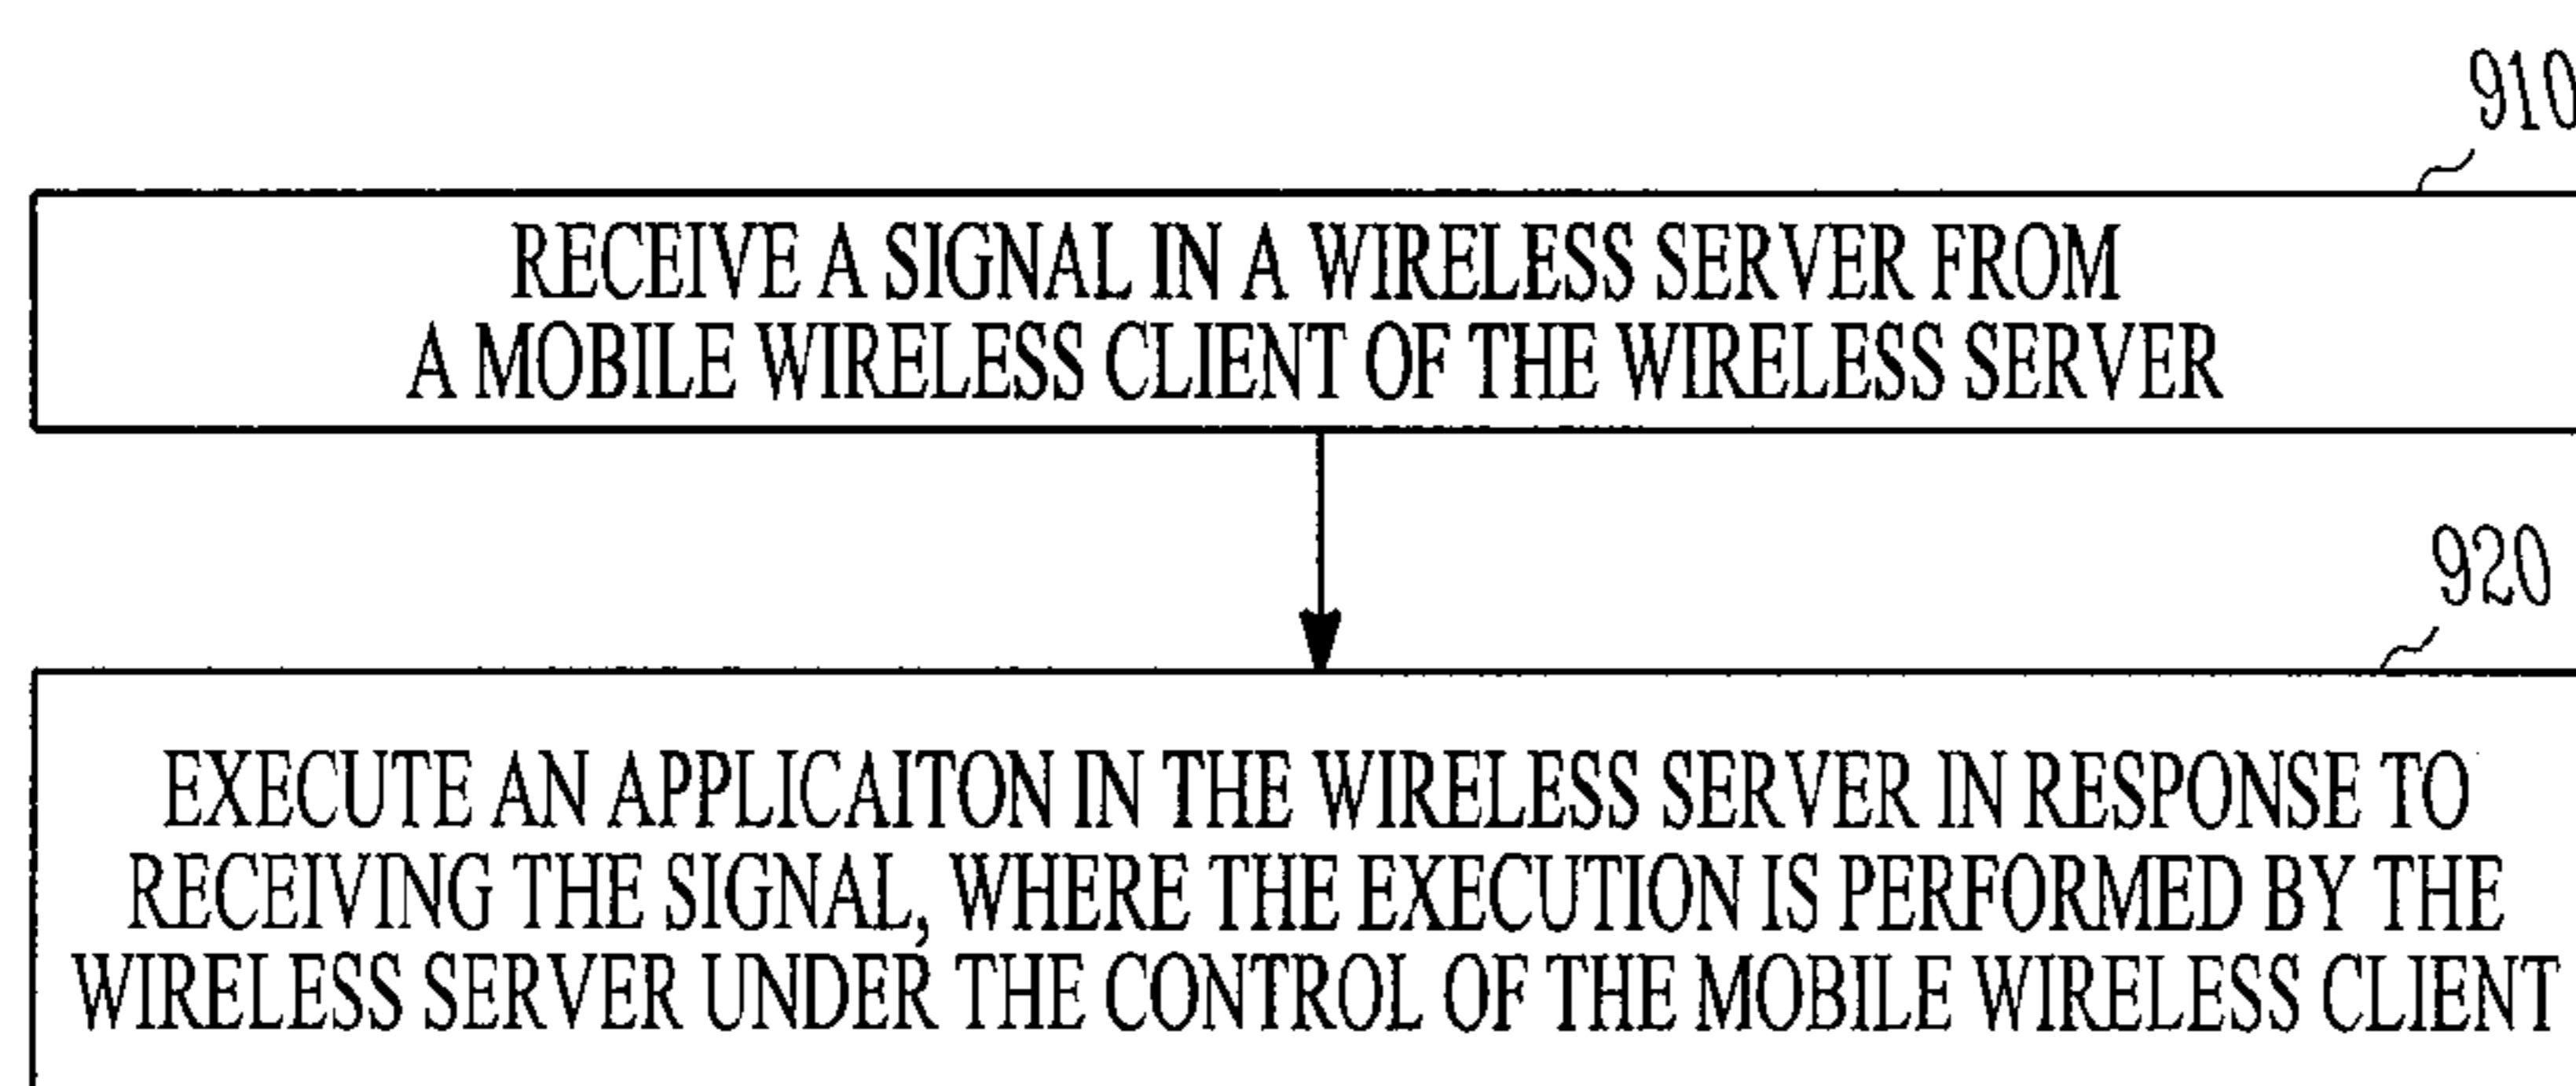 910
RECEIVE A SIGNAL IN A WIRELESS SERVER FROM
A MOBILE WIRELESS CLIENT OF THE WIRELESS SERVER
920
EXECUTE AN APPLICAITON IN THE WIRELESS SERVER IN RESPONSE TO
RECEIVING THE SIGNAL, WHERE THE EXECUTION IS PERFORMED BY THE
WIRELESS SERVER UNDER THE CONTROL OF THE MOBILE WIRELESS CLIENT